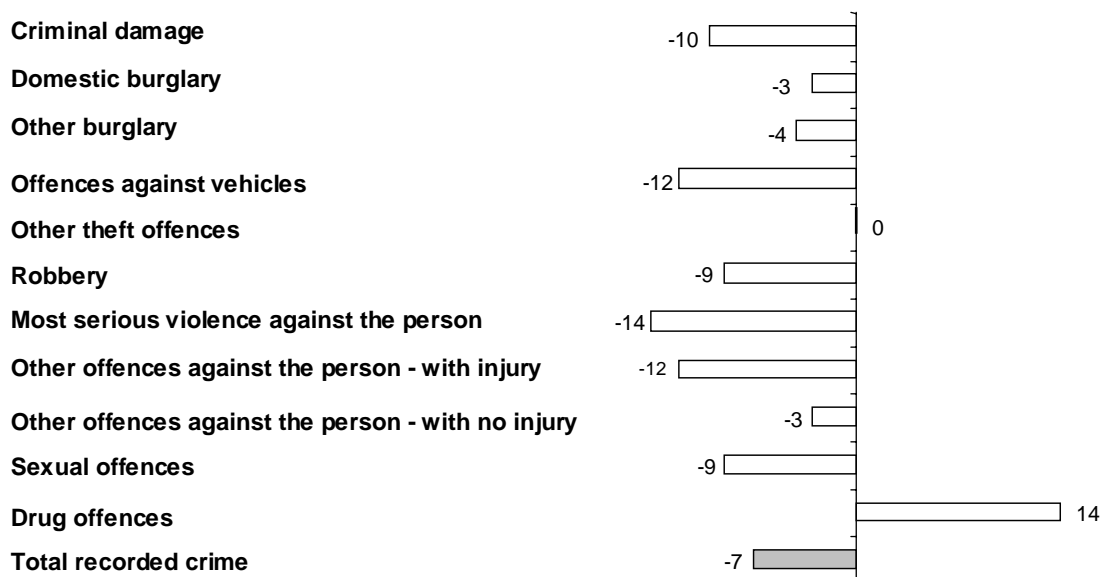 Criminal damage -10
Domestic burglary -3
Other burglary -4
Offences against vehicles -12
Other theft offences 0
Robbery -9
Most serious violence against the person -14
Other offences against the person - with injury -12
Other offences against the person - with no injury -3
Sexual offences -9
Drug offences 14
Total recorded crime -7